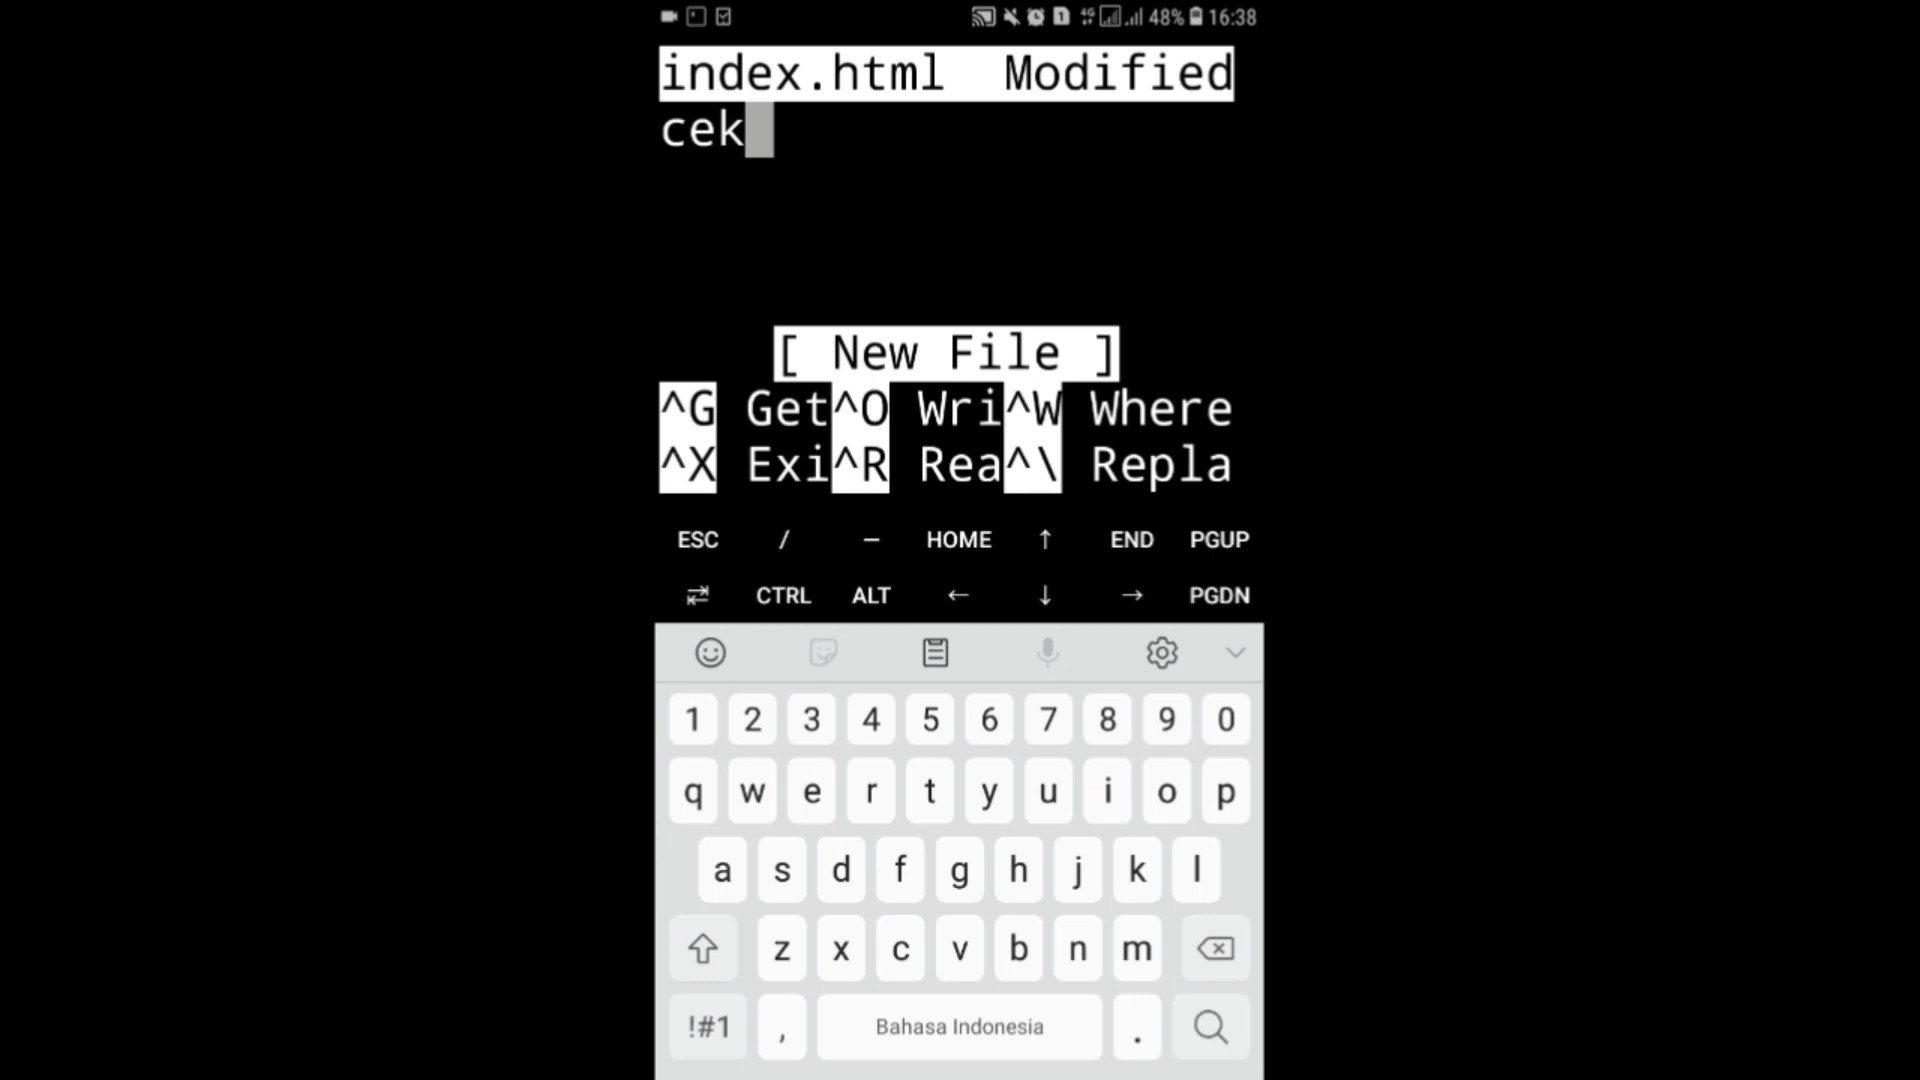 4G 48% 16:38
index.html Modified
cek
[ New File ]
^G Get^O Wri^W Where
^X Exi^R Rea^\ Repla
ESC / — HOME ↑ END PGUP
CTRL ALT ← ↓ → PGDN
1 2 3 4 5 6 7 8 9 0
q w e r t y u i o p
a s d f g h j k l
z x c v b n m
!#1 , Bahasa Indonesia .